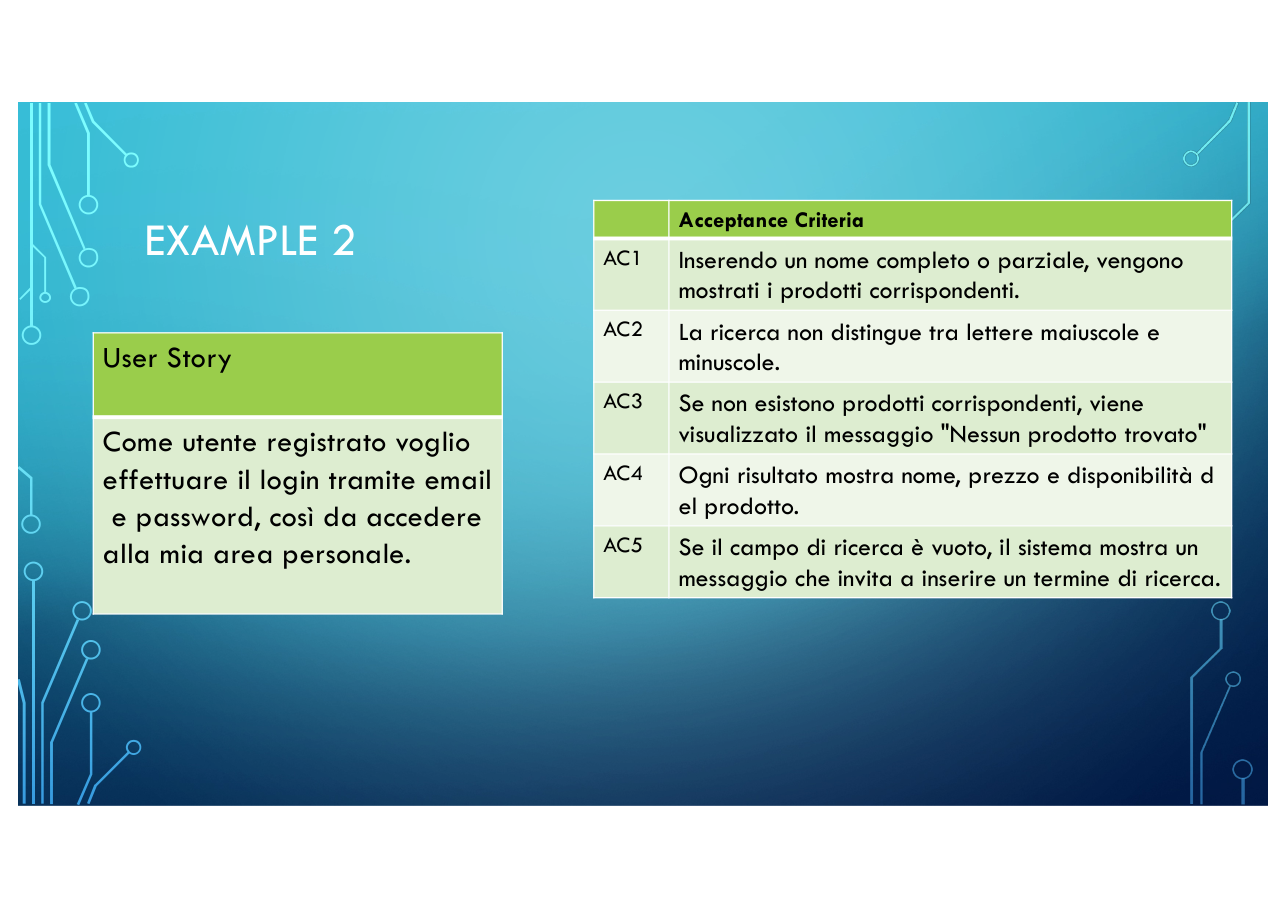 EXAMPLE 2
User Story
Come utente registrato voglio
effettuare il login tramite email
e password, così da accedere
alla mia area personale.
Acceptance Criteria
AC1 Inserendo un nome completo o parziale, vengono
mostrati i prodotti corrispondenti.
AC2 La ricerca non distingue tra lettere maiuscole e
minuscole.
AC3 Se non esistono prodotti corrispondenti, viene
visualizzato il messaggio "Nessun prodotto trovato"
AC4 Ogni risultato mostra nome, prezzo e disponibilità d
el prodotto.
AC5 Se il campo di ricerca è vuoto, il sistema mostra un
messaggio che invita a inserire un termine di ricerca.